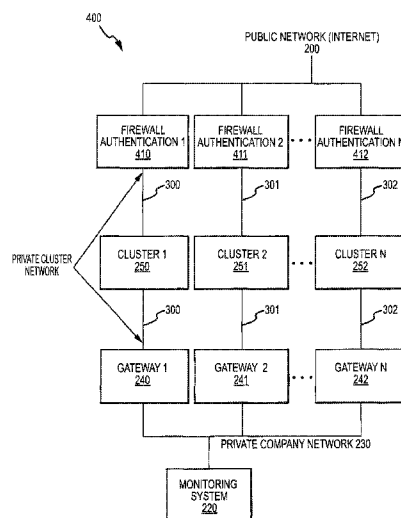 400
PUBLIC NETWORK (INTERNET)
200
FIREWALL
AUTHENTICATION 1
410
FIREWALL
AUTHENTICATION 2
411
FIREWALL
AUTHENTICATION N
412
300
301
302
PRIVATE CLUSTER
NETWORK
CLUSTER 1
250
CLUSTER 2
251
CLUSTER N
252
300
301
302
GATEWAY 1
240
GATEWAY 2
241
GATEWAY N
242
PRIVATE COMPANY NETWORK 230
MONITORING
SYSTEM
220